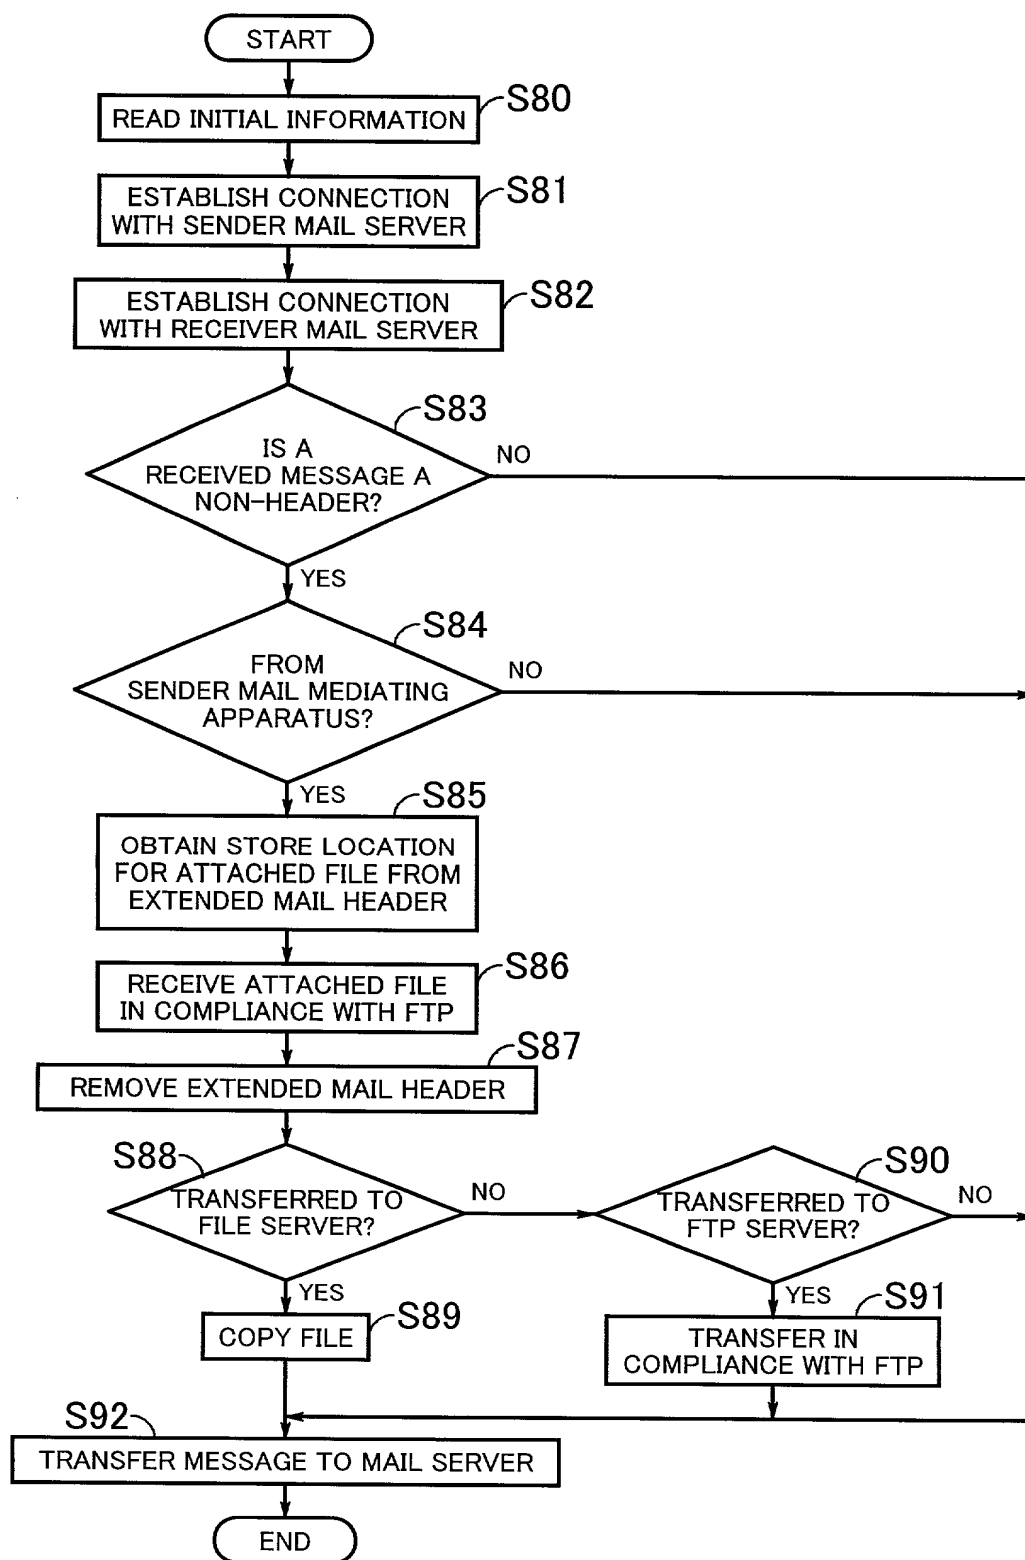 START
S80
READ INITIAL INFORMATION
S81
ESTABLISH CONNECTION
WITH SENDER MAIL SERVER
S82
ESTABLISH CONNECTION
WITH RECEIVER MAIL SERVER
S83
IS A
RECEIVED MESSAGE A
NON-HEADER?
NO
YES
S84
FROM
SENDER MAIL MEDIATING
APPARATUS?
NO
YES
S85
OBTAIN STORE LOCATION
FOR ATTACHED FILE FROM
EXTENDED MAIL HEADER
S86
RECEIVE ATTACHED FILE
IN COMPLIANCE WITH FTP
S87
REMOVE EXTENDED MAIL HEADER
S88
TRANSFERRED TO
FILE SERVER?
NO
YES
S90
TRANSFERRED TO
FTP SERVER?
NO
YES
S89
COPY FILE
S91
TRANSFER IN
COMPLIANCE WITH FTP
S92
TRANSFER MESSAGE TO MAIL SERVER
END